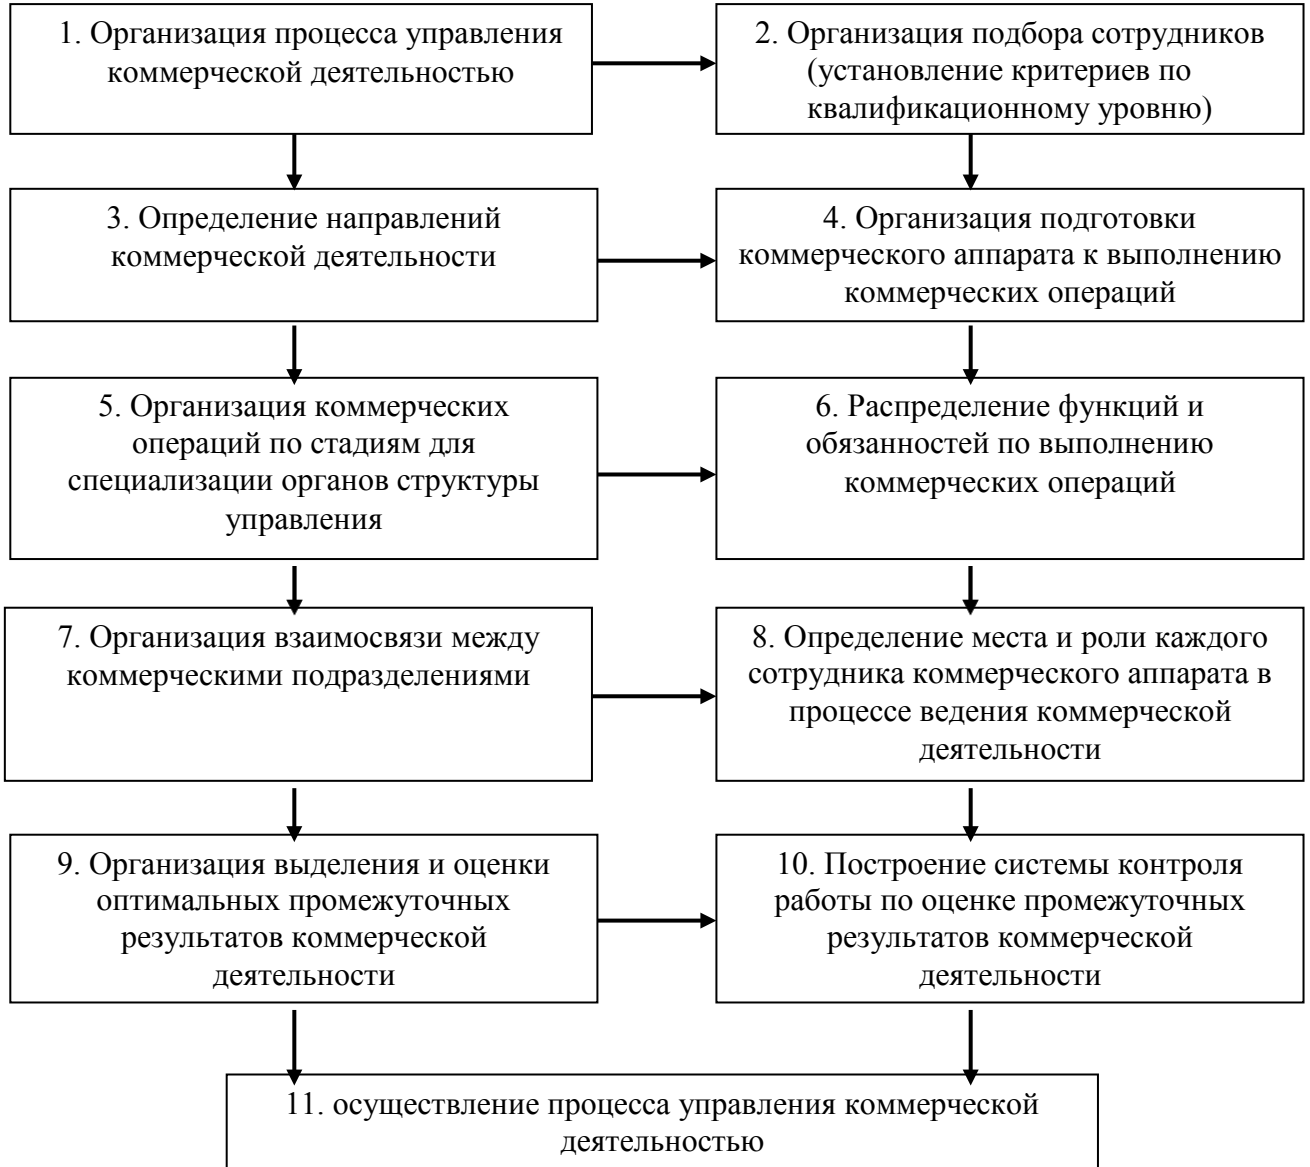 1. Организация процесса управления
коммерческой деятельностью
2. Организация подбора сотрудников
(установление критериев по
квалификационному уровню)
3. Определение направлений
коммерческой деятельности
4. Организация подготовки
коммерческого аппарата к выполнению
коммерческих операций
5. Организация коммерческих
операций по стадиям для
специализации органов структуры
управления
6. Распределение функций и
обязанностей по выполнению
коммерческих операций
7. Организация взаимосвязи между
коммерческими подразделениями
8. Определение места и роли каждого
сотрудника коммерческого аппарата в
процессе ведения коммерческой
деятельности
9. Организация выделения и оценки
оптимальных промежуточных
результатов коммерческой
деятельности
10. Построение системы контроля
работы по оценке промежуточных
результатов коммерческой
деятельности
11. осуществление процесса управления коммерческой
деятельностью